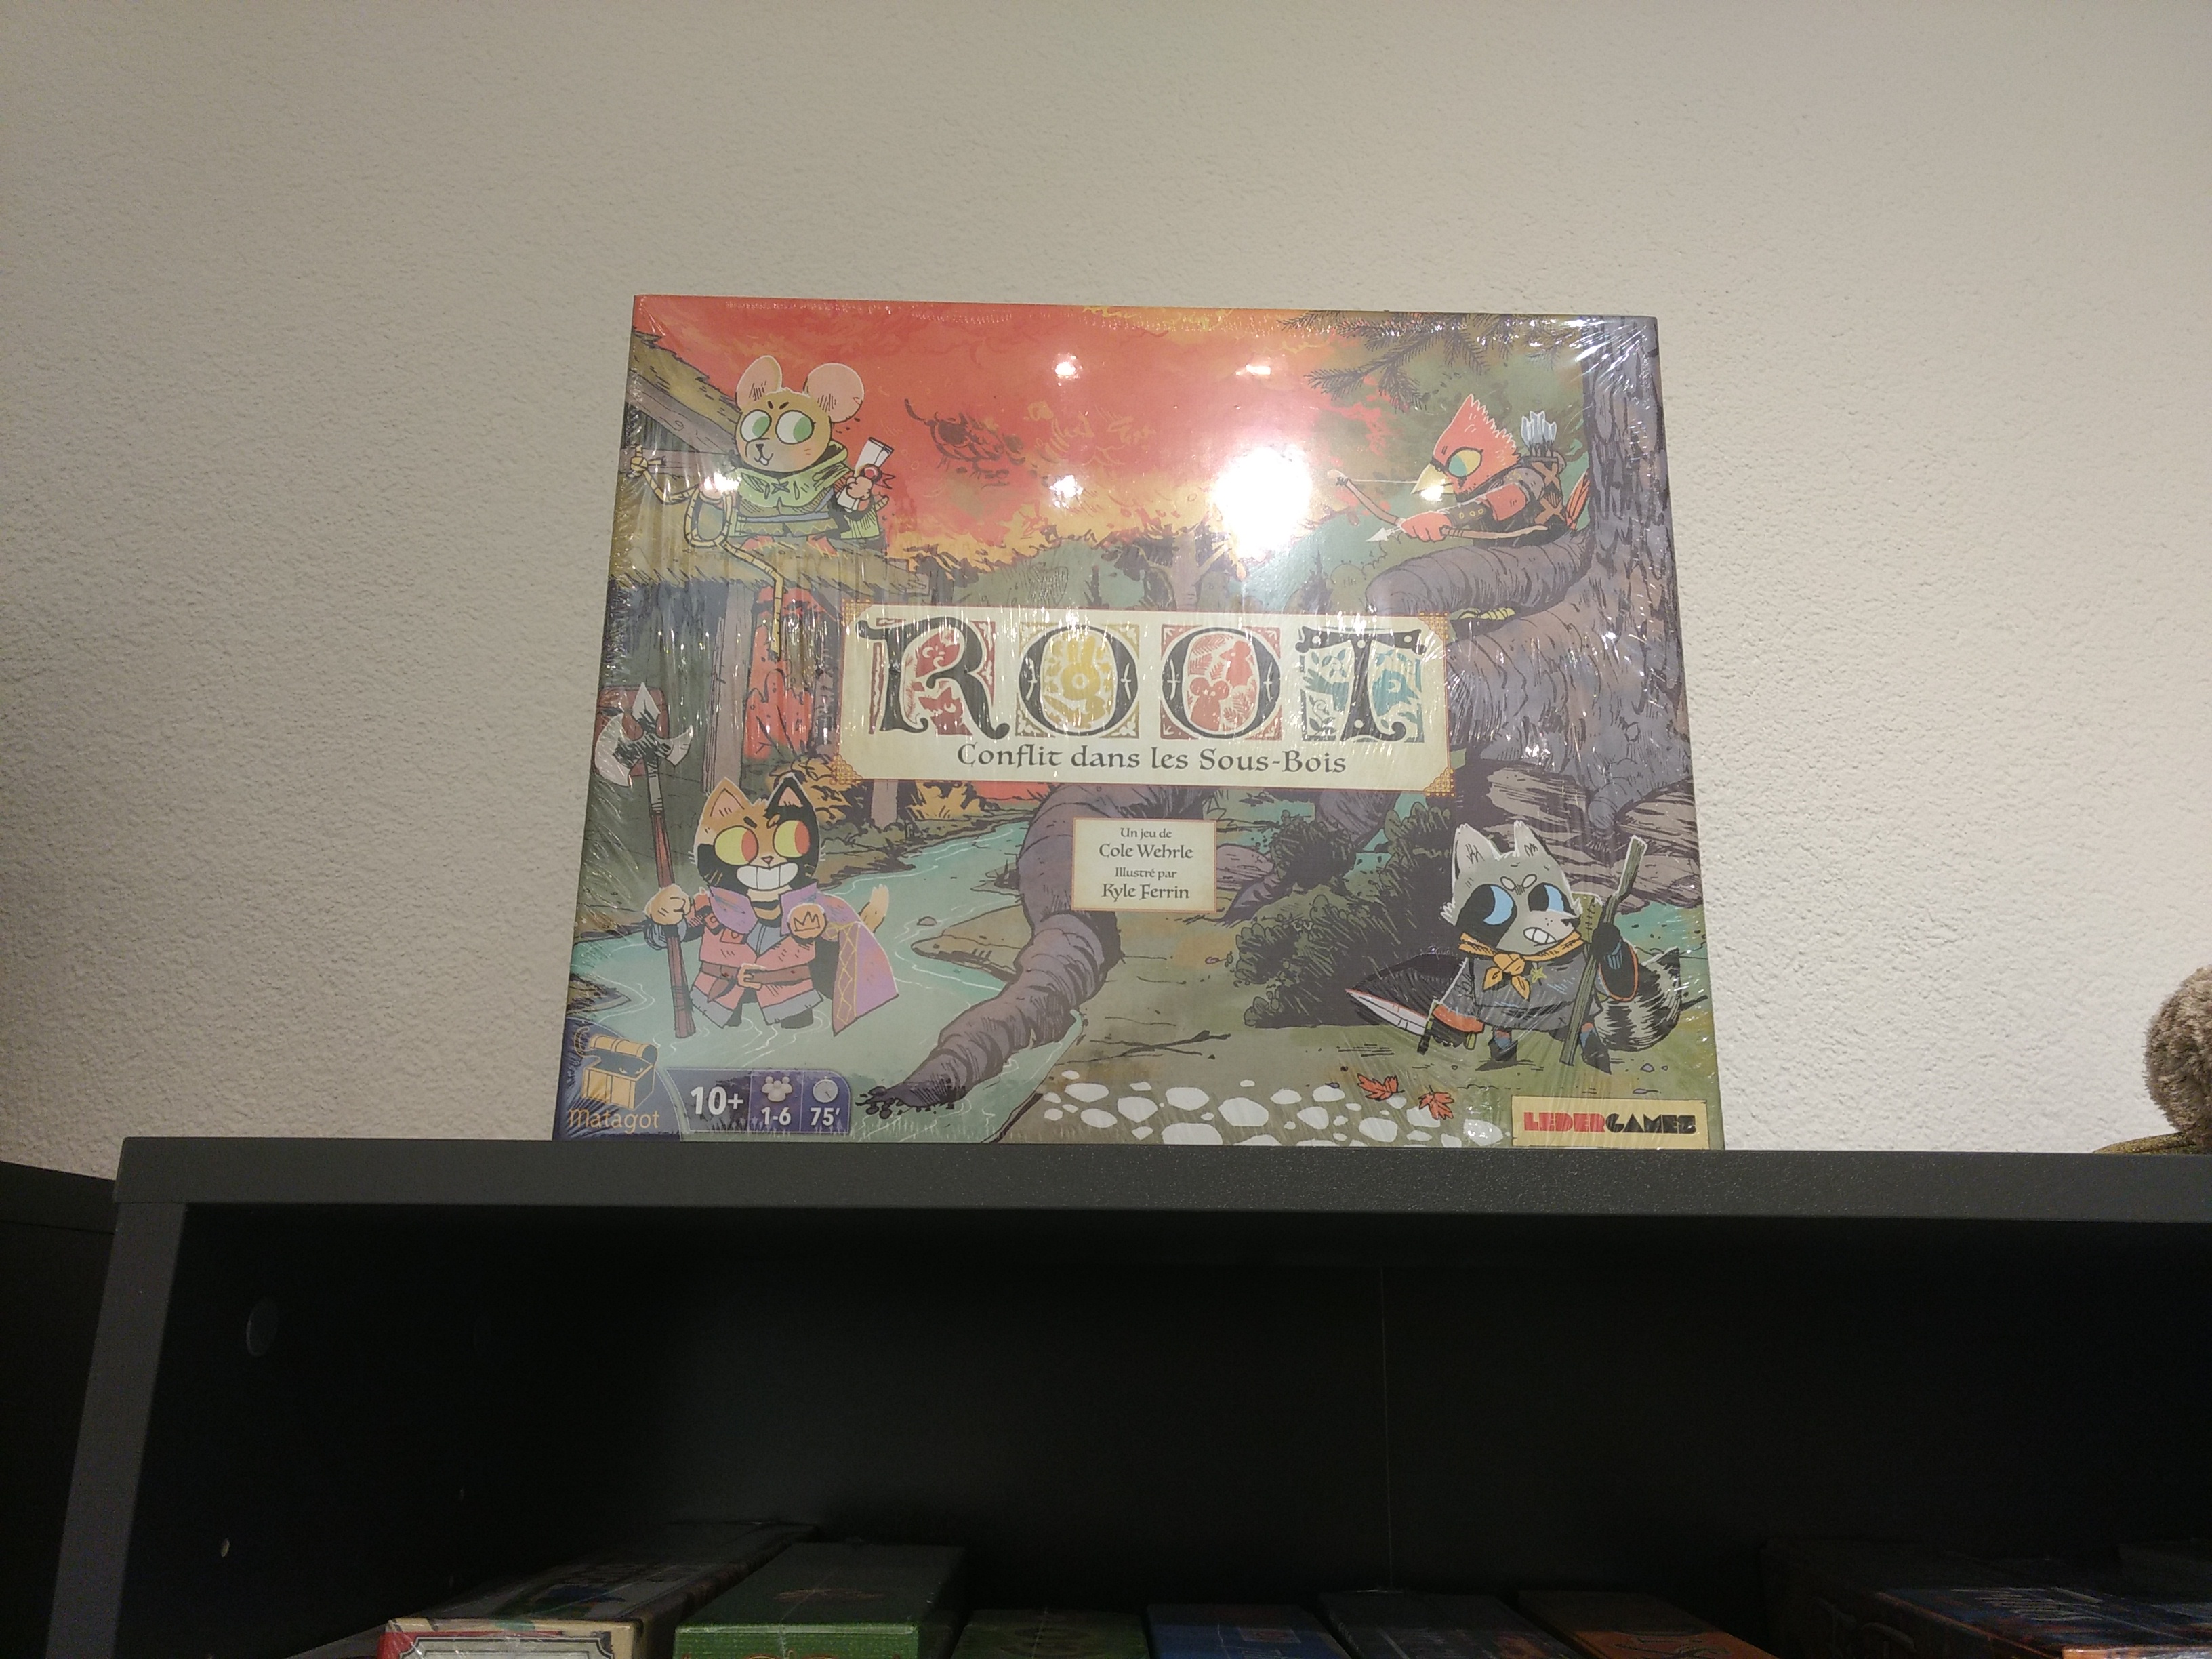 ROOT
Conflit dans les Sous-Bois
Un jeu de
Cole Wehrle
Illustré par
Kyle Ferrin
matagot
10+
1-6
75'
LEDERGAMES